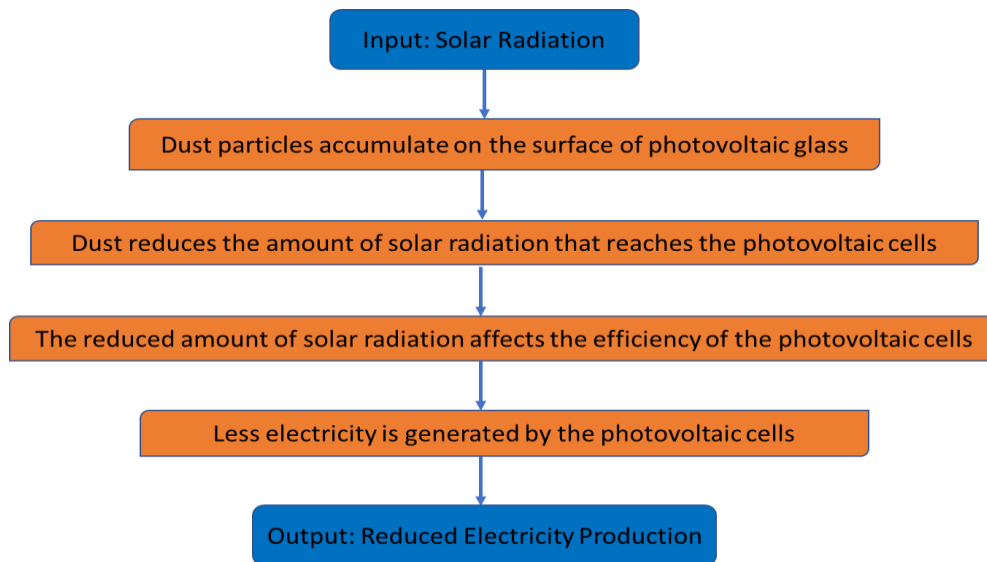 Input: Solar Radiation
Dust particles accumulate on the surface of photovoltaic glass
Dust reduces the amount of solar radiation that reaches the photovoltaic cells
The reduced amount of solar radiation affects the efficiency of the photovoltaic cells
Less electricity is generated by the photovoltaic cells
Output: Reduced Electricity Production